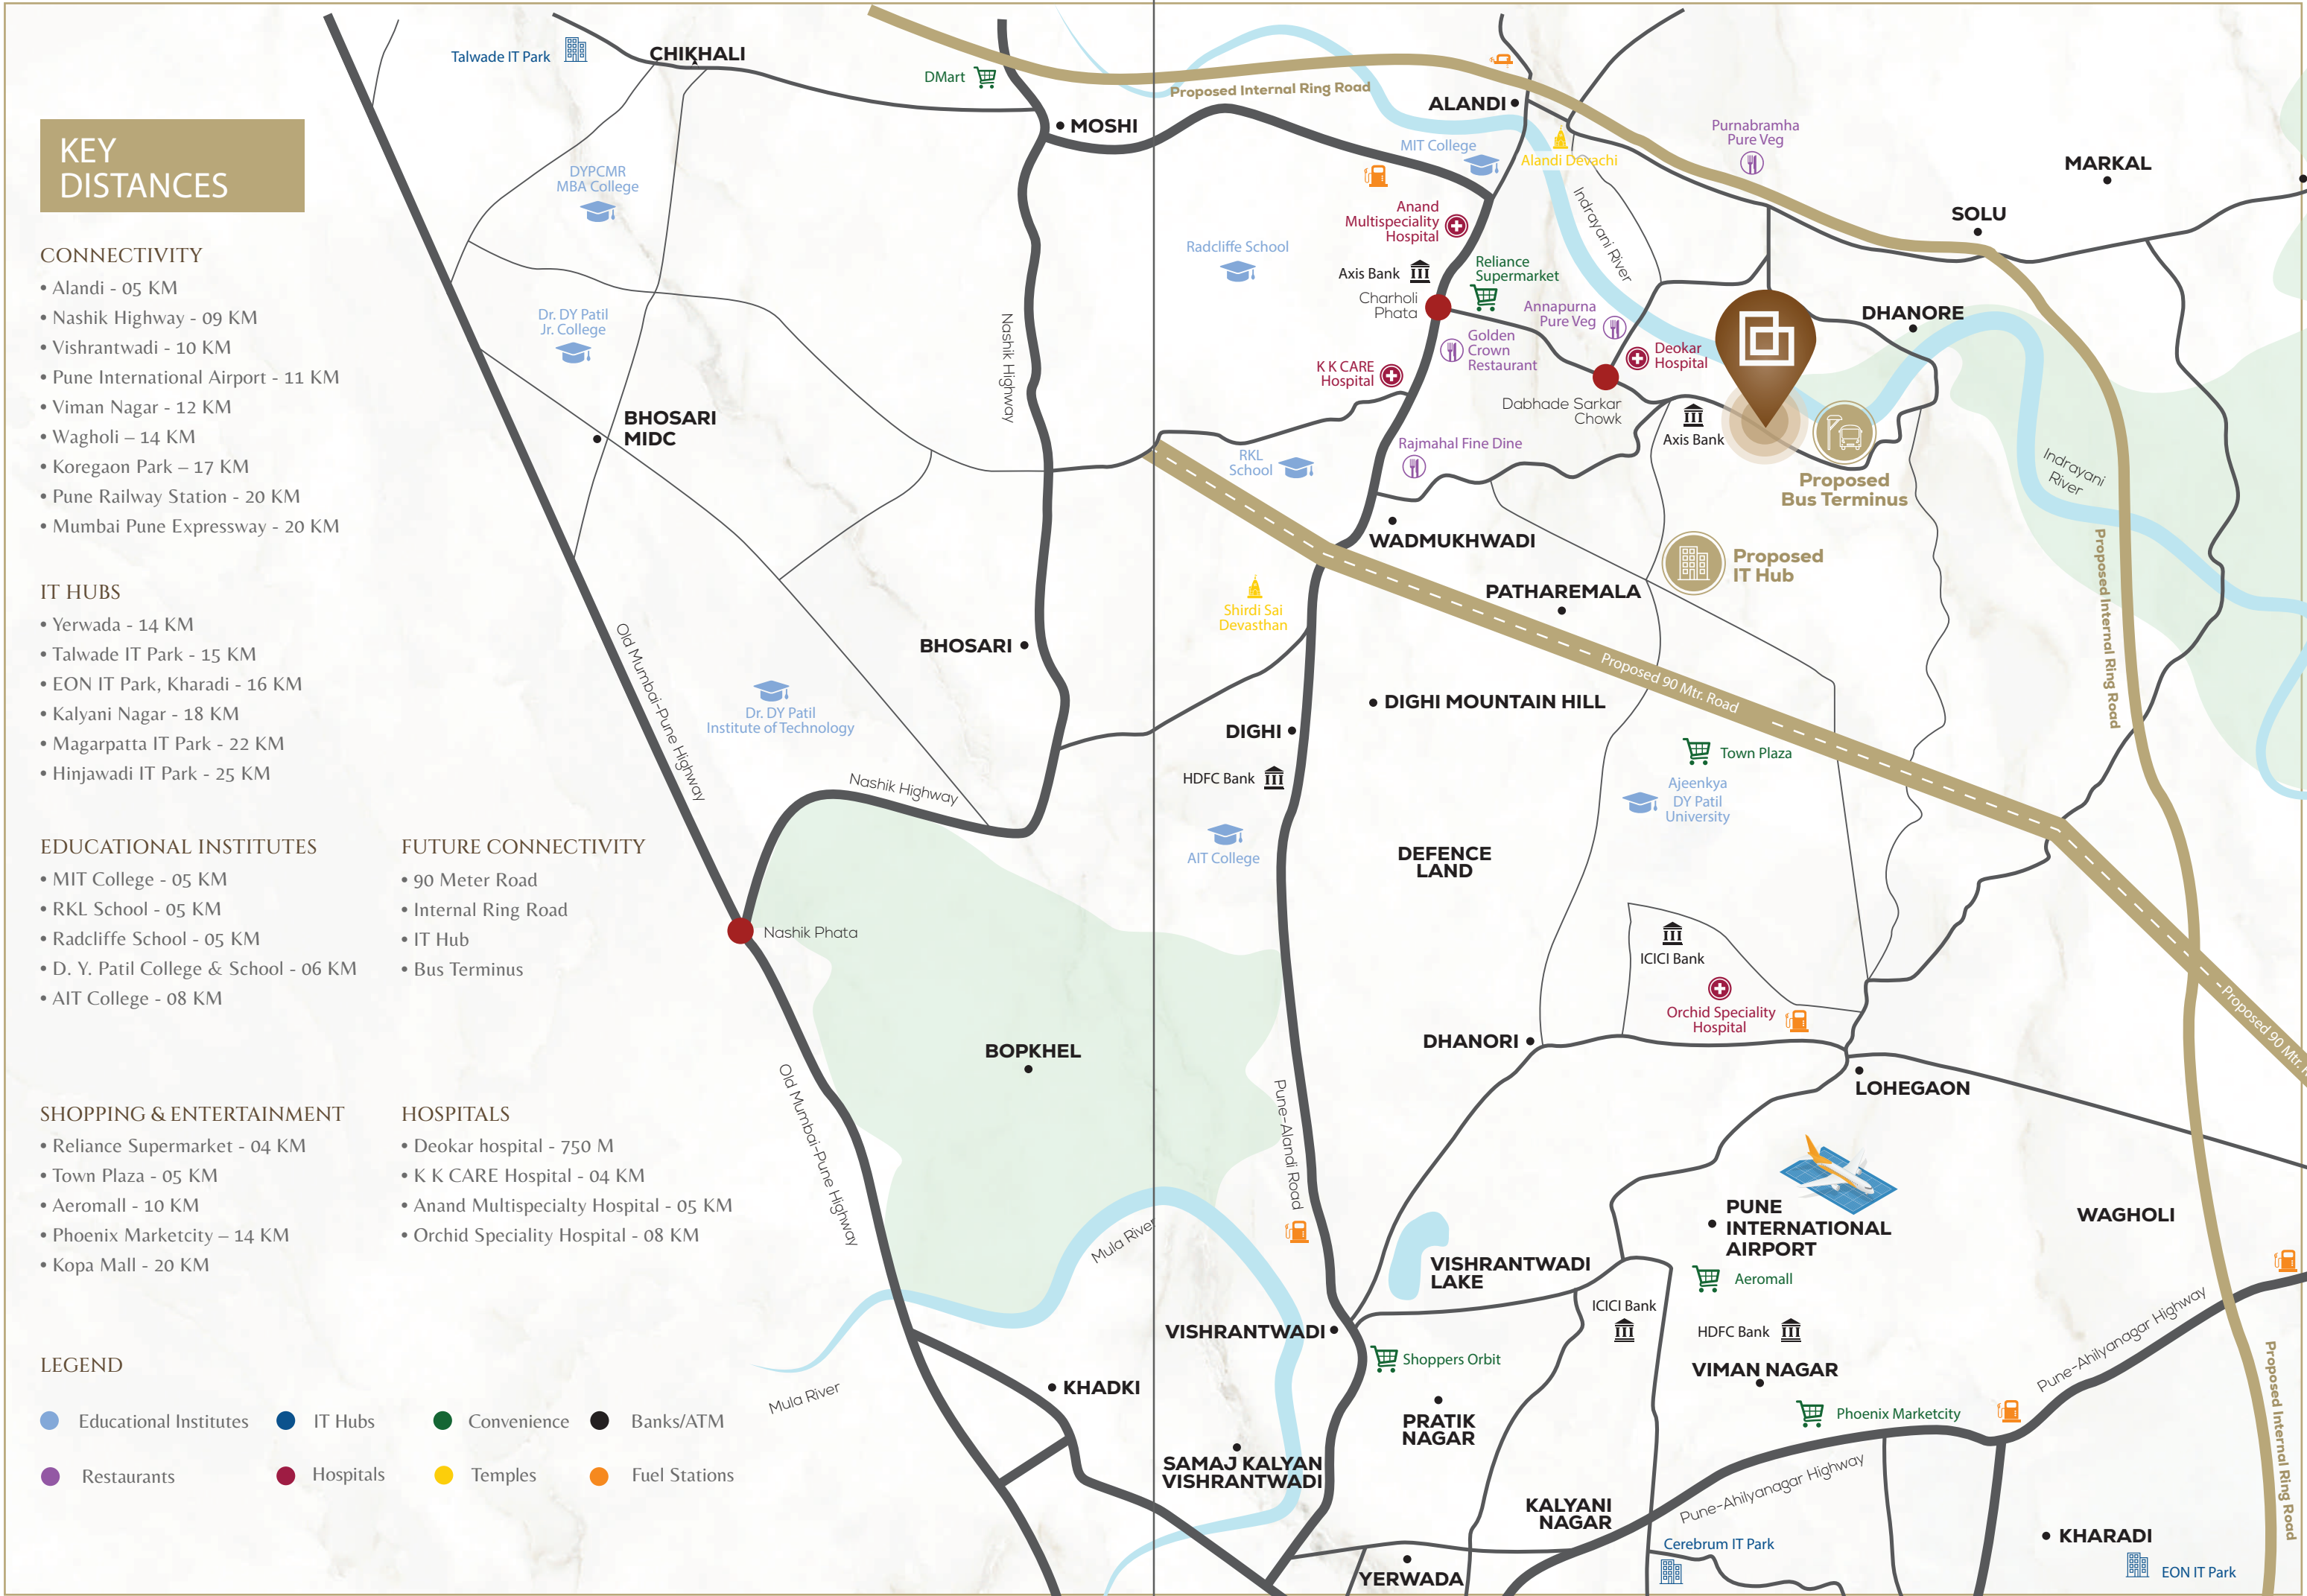 KEY
DISTANCES
CONNECTIVITY
• Alandi - 05 KM
• Nashik Highway - 09 KM
• Vishrantwadi - 10 KM
• Pune International Airport - 11 KM
• Viman Nagar - 12 KM
• Wagholi – 14 KM
• Koregaon Park – 17 KM
• Pune Railway Station - 20 KM
• Mumbai Pune Expressway - 20 KM
IT HUBS
• Yerwada - 14 KM
• Talwade IT Park - 15 KM
• EON IT Park, Kharadi - 16 KM
• Kalyani Nagar - 18 KM
• Magarpatta IT Park - 22 KM
• Hinjawadi IT Park - 25 KM
EDUCATIONAL INSTITUTES
• MIT College - 05 KM
• RKL School - 05 KM
• Radcliffe School - 05 KM
• D. Y. Patil College & School - 06 KM
• AIT College - 08 KM
FUTURE CONNECTIVITY
• 90 Meter Road
• Internal Ring Road
• IT Hub
• Bus Terminus
SHOPPING & ENTERTAINMENT
• Reliance Supermarket - 04 KM
• Town Plaza - 05 KM
• Aeromall - 10 KM
• Phoenix Marketcity – 14 KM
• Kopa Mall - 20 KM
HOSPITALS
• Deokar hospital - 750 M
• K K CARE Hospital - 04 KM
• Anand Multispecialty Hospital - 05 KM
• Orchid Speciality Hospital - 08 KM
LEGEND
Educational Institutes
IT Hubs
Convenience
Banks/ATM
Restaurants
Hospitals
Temples
Fuel Stations
Talwade IT Park
CHIKHALI
DMart
MOSHI
DYPCMR
MBA College
Dr. DY Patil
Jr. College
BHOSARI
MIDC
Nashik Highway
BHOSARI
Old Mumbai-Pune Highway
Dr. DY Patil
Institute of Technology
Nashik Highway
Nashik Phata
BOPKHEL
Old Mumbai-Pune Highway
Mula River
Mula River
KHADKI
Proposed Internal Ring Road
ALANDI
MIT College
Alandi Devachi
Purnabramha
Pure Veg
MARKAL
SOLU
Anand
Multispeciality
Hospital
Indrayani River
Radcliffe School
Axis Bank
Reliance
Supermarket
Charholi
Phata
Annapurna
Pure Veg
DHANORE
Golden
Crown
Restaurant
Deokar
Hospital
K K CARE
Hospital
Dabhade Sarkar
Chowk
Axis Bank
Rajmahal Fine Dine
RKL
School
Proposed
Bus Terminus
Indrayani
River
WADMUKHWADI
Proposed
IT Hub
PATHAREMALA
Shirdi Sai
Devasthan
Proposed Internal Ring Road
Proposed 90 Mtr. Road
DIGHI MOUNTAIN HILL
DIGHI
Town Plaza
HDFC Bank
Ajeenkya
DY Patil
University
AIT College
DEFENCE
LAND
ICICI Bank
Orchid Speciality
Hospital
Proposed 90 Mtr.
DHANORI
LOHEGAON
Pune-Alandi Road
PUNE
INTERNATIONAL
AIRPORT
WAGHOLI
VISHRANTWADI
LAKE
Aeromall
ICICI Bank
HDFC Bank
VISHRANTWADI
Shoppers Orbit
VIMAN NAGAR
Pune-Ahilyanagar Highway
PRATIK
NAGAR
Phoenix Marketcity
SAMAJ KALYAN
VISHRANTWADI
Pune-Ahilyanagar Highway
Proposed Internal Ring Road
KALYANI
NAGAR
Cerebrum IT Park
KHARADI
EON IT Park
YERWADA